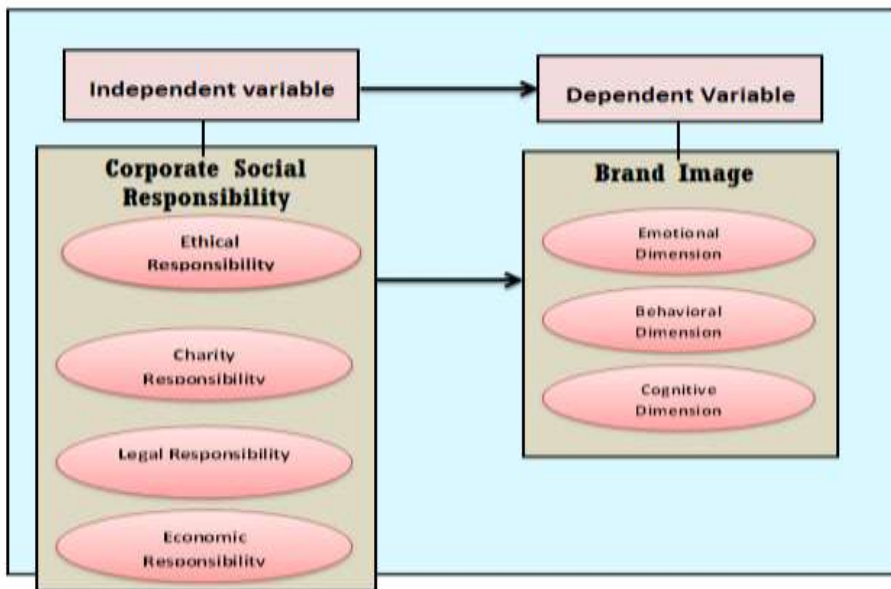 Independent variable
Dependent Variable
Corporate Social
Responsibility
Ethical
Responsibility
Charity
Responsibility
Legal Responsibility
Economic
Responsibility
Brand Image
Emotional
Dimension
Behavioral
Dimension
Cognitive
Dimension